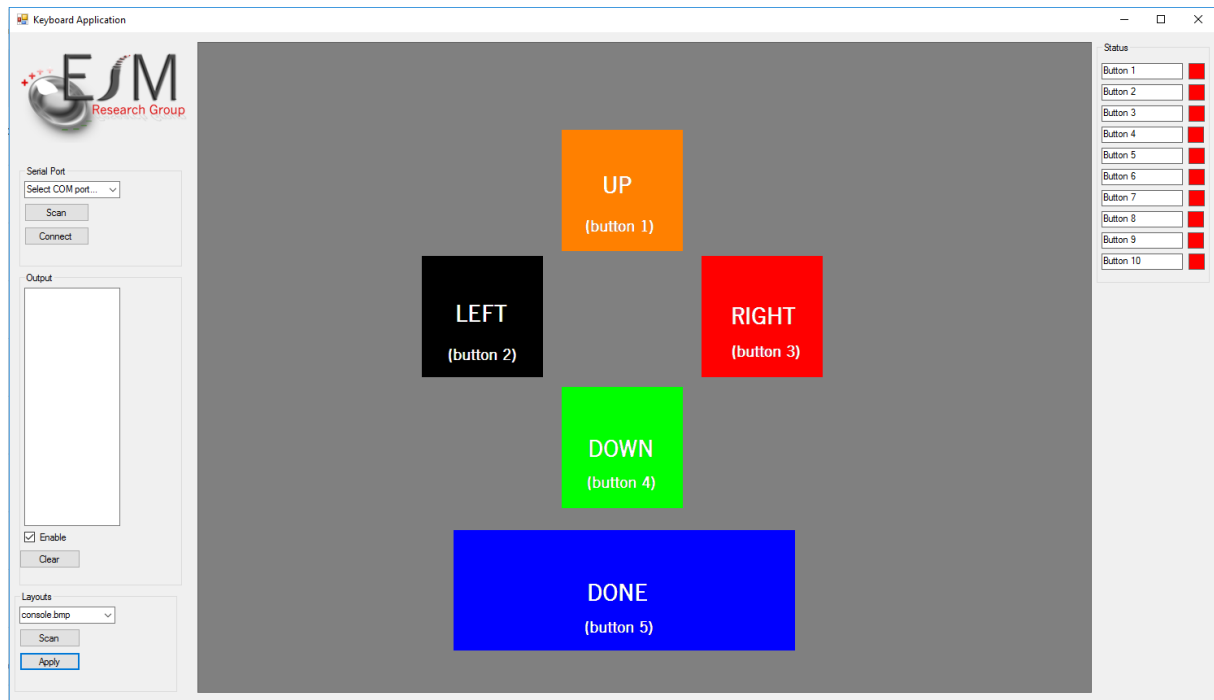 Keyboard Application
ESM
Research Group
Serial Port
Select COM port...
Scan
Connect
Output
Enable
Clear
Layouts
console.bmp
Scan
Apply
UP
(button 1)
LEFT
(button 2)
RIGHT
(button 3)
DOWN
(button 4)
DONE
(button 5)
Status
Button 1
Button 2
Button 3
Button 4
Button 5
Button 6
Button 7
Button 8
Button 9
Button 10